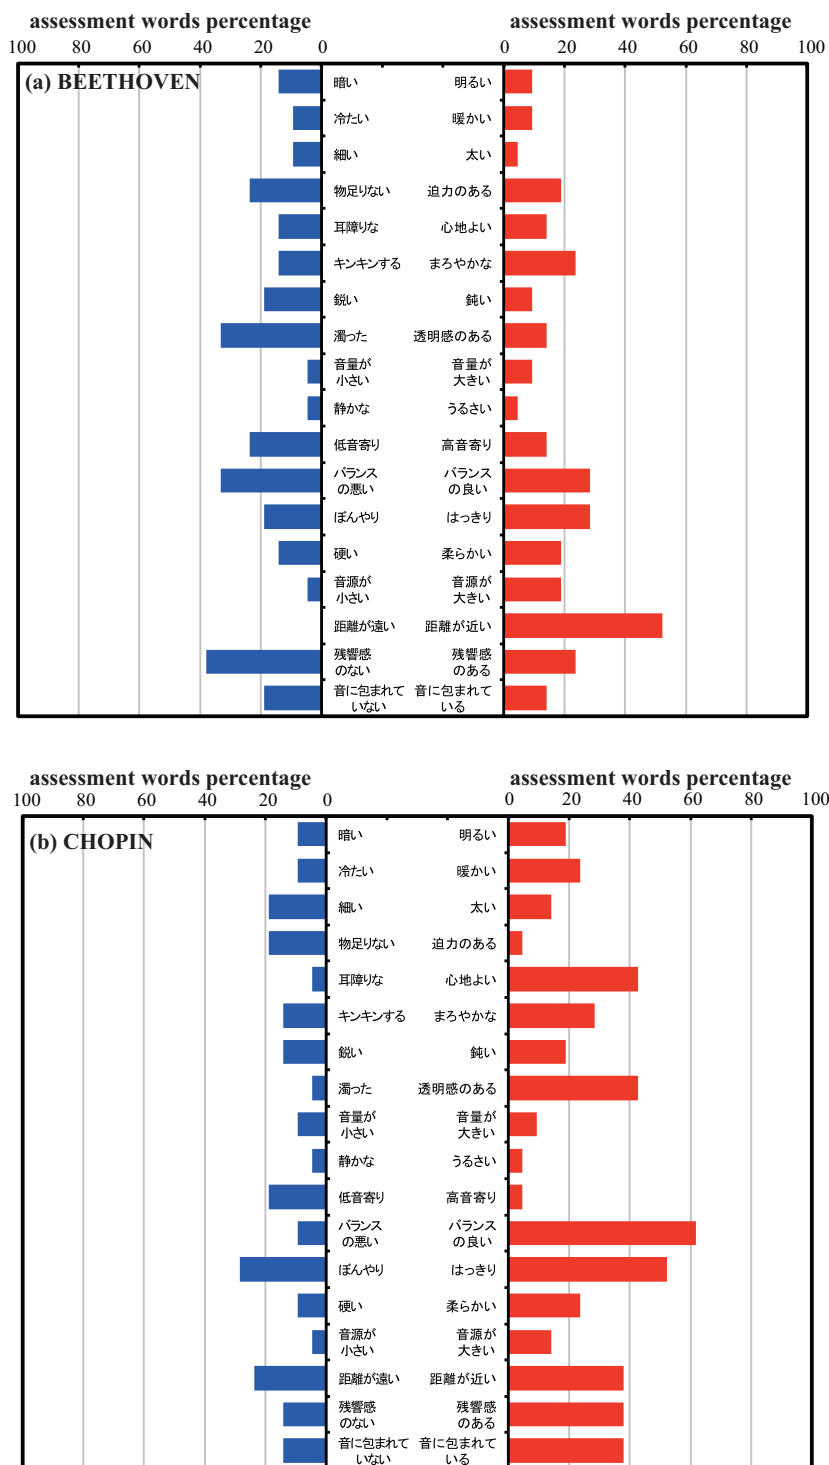 assessment words percentage assessment words percentage
100 80 60 40 20 0 0 20 40 60 80 100
(a) BEETHOVEN
暗い 明るい
冷たい 暖かい
細い 太い
物足りない 迫力のある
耳障りな 心地よい
キンキンする まろやかな
鋭い 鈍い
濁った 透明感のある
音量が 音量が
小さい 大きい
静かな うるさい
低音寄り 高音寄り
バランス バランス
の悪い の良い
ぼんやり はっきり
硬い 柔らかい
音源が 音源が
小さい 大きい
距離が遠い 距離が近い
残響感 残響感
のない のある
音に包まれて 音に包まれて
いない いる
assessment words percentage assessment words percentage
100 80 60 40 20 0 0 20 40 60 80 100
(b) CHOPIN
暗い 明るい
冷たい 暖かい
細い 太い
物足りない 迫力のある
耳障りな 心地よい
キンキンする まろやかな
鋭い 鈍い
濁った 透明感のある
音量が 音量が
小さい 大きい
静かな うるさい
低音寄り 高音寄り
バランス バランス
の悪い の良い
ぼんやり はっきり
硬い 柔らかい
音源が 音源が
小さい 大きい
距離が遠い 距離が近い
残響感 残響感
のない のある
音に包まれて 音に包まれて
いない いる